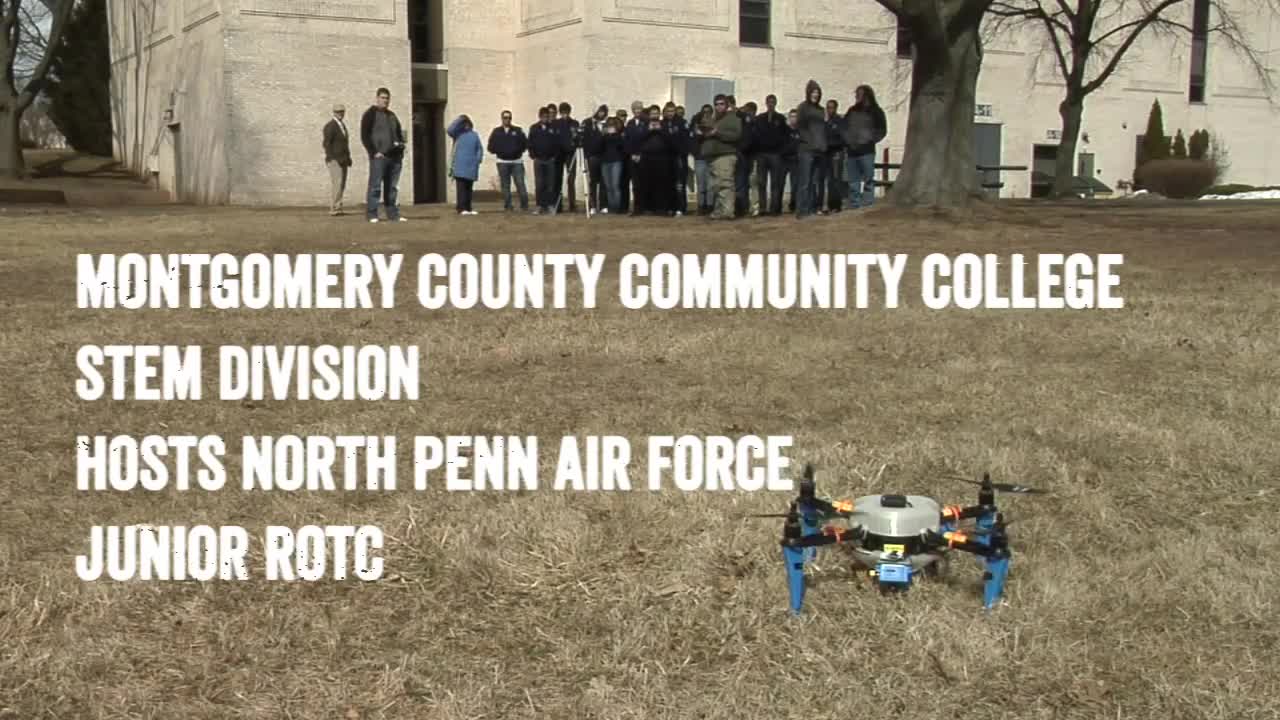 MONTGOMERY COUNTY COMMUNITY COLLEGE
STEM DIVISION
HOSTS NORTH PENN AIR FORCE
JUNIOR ROTC